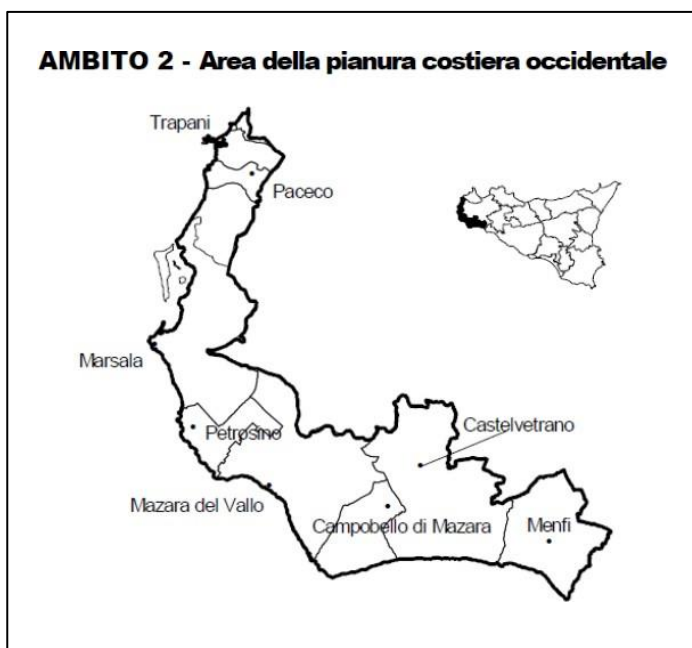 AMBITO 2 - Area della pianura costiera occidentale
Trapani
Paceco
Marsala
Petrosino
Castelvetrano
Mazara del Vallo
Campobello di Mazara
Menfi